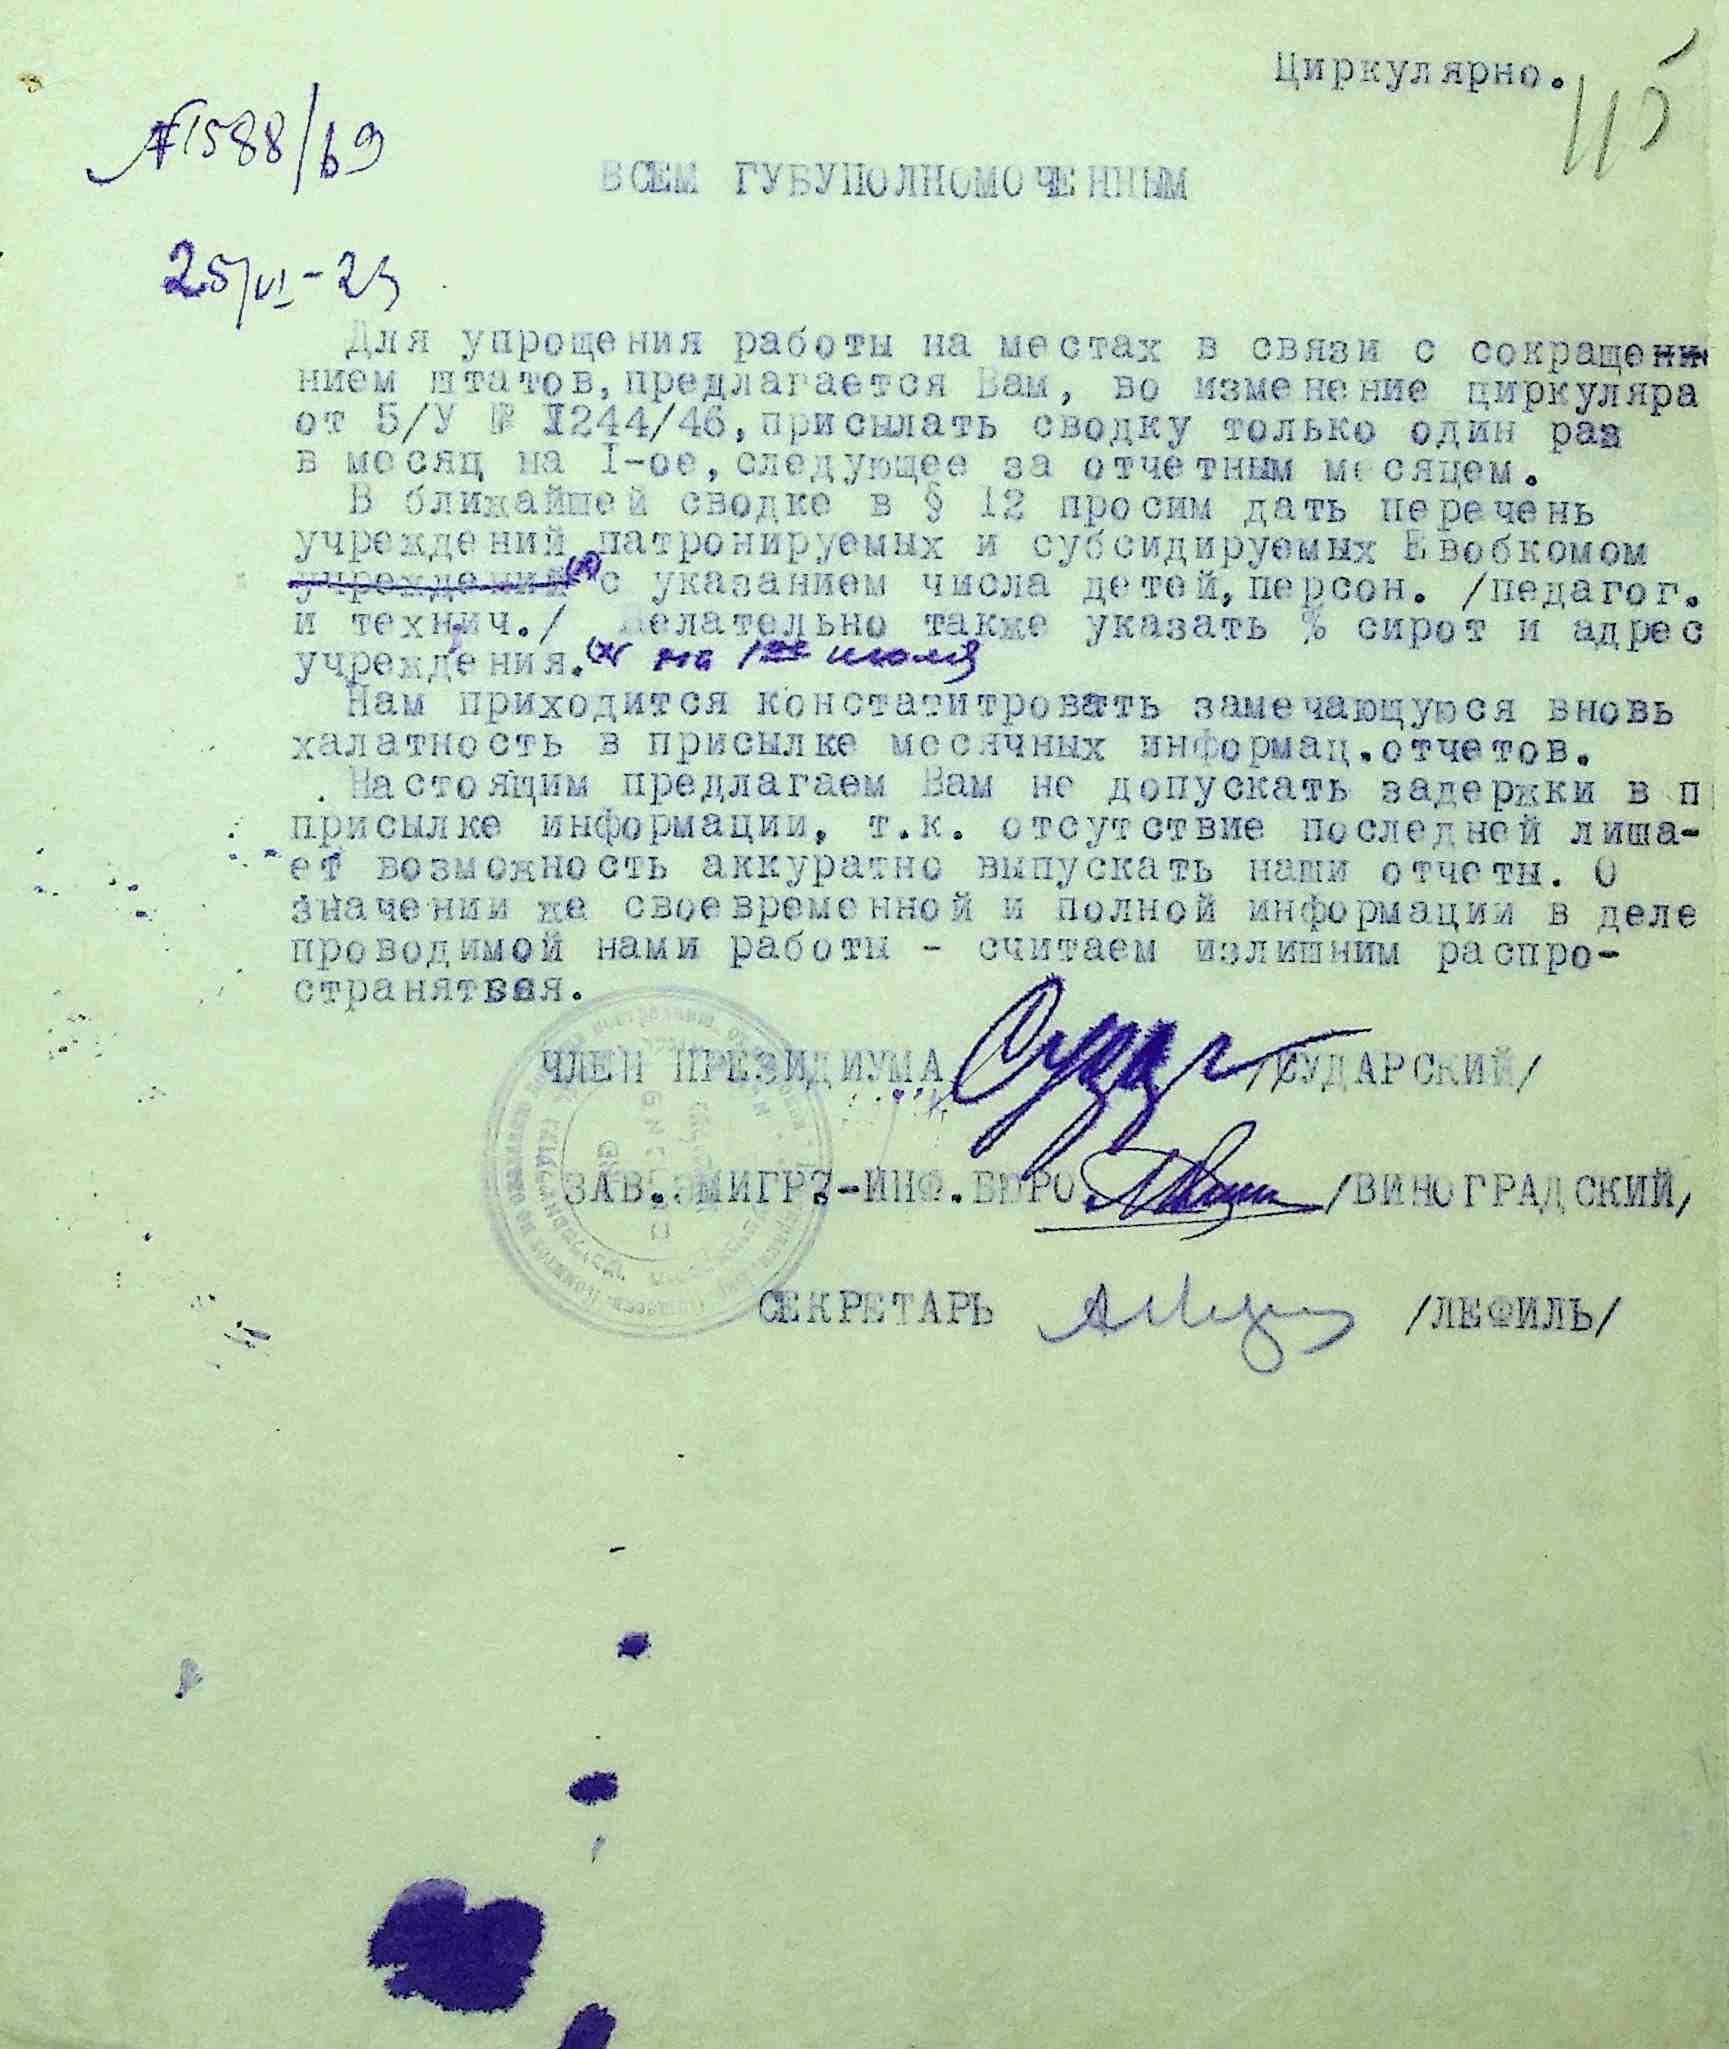 Циркулярно.
115
№1588/69
ВСЕМ ГУБУПОЛНОМОЧЕННЫМ
25/VI-23
Для упрощения работы на местах в связи с сокращени
нием штатов, предлагается Вам, во изменение циркуляра
от 5/У № 1244/46, присылать сводку только один раз
в месяц на I-ое, следующее за отчетным месяцем.
В ближайшей сводке в § 12 просим дать перечень
учреждений патронируемых и субсидируемых Евобкомом
учреждений (х) с указанием числа детей, персон. /педагог.
и технич./ Желательно также указать % сирот и адрес
учреждения. (х на 1ое июля
Нам приходится констатитровать замечающуюся вновь
халатность в присылке месячных информац.отчетов.
Настоящим предлагаем Вам не допускать задержки в п
присылке информации, т.к. отсутствие последней лиша-
ет возможность аккуратно выпускать наши отчеты. О
значении же своевременной и полной информации в деле
проводимой нами работы - считаем излишним распро-
страняться.
ЧЛЕН ПРЕЗИДИУМА /СУДАРСКИЙ/
ЗАВ. ЭМИГР.-ИНФ.БЮРО. /ВИНОГРАДСКИЙ/
СЕКРЕТАРЬ /ЛЕФИЛЬ/